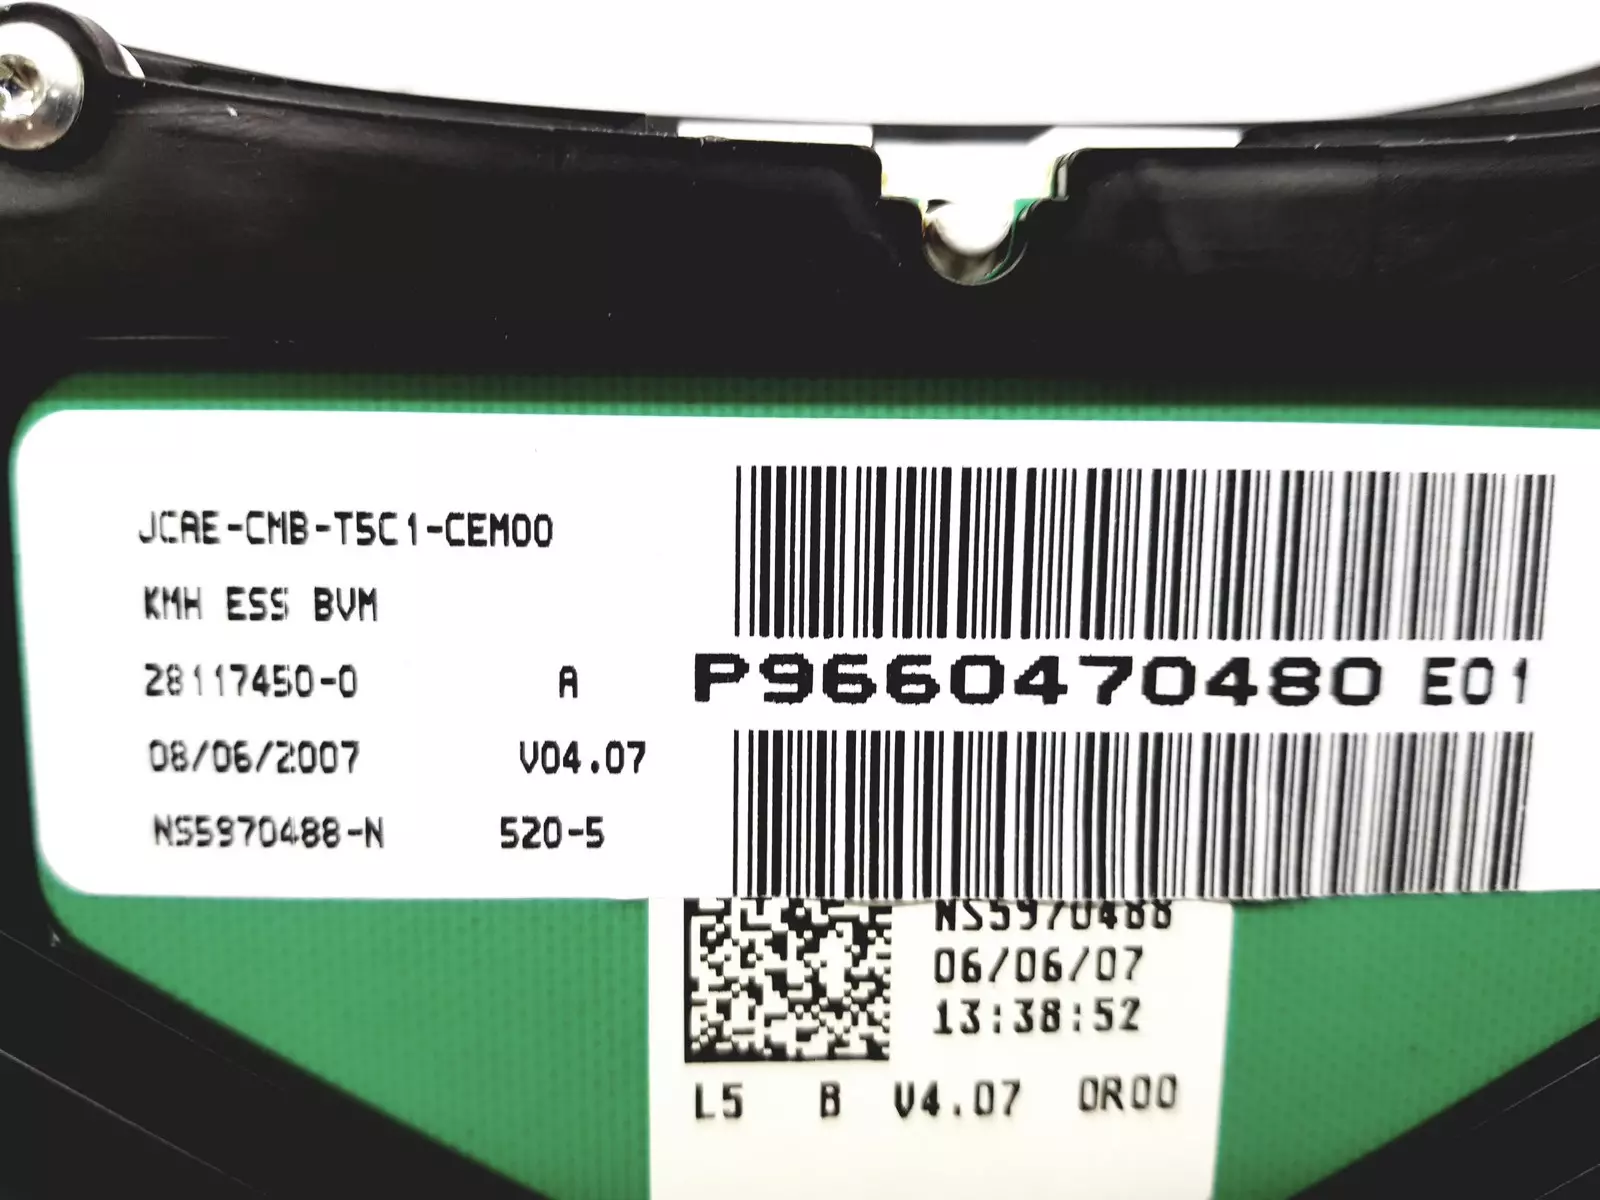 JCAE-CMB-T5C1-CEM00
KMH ESS BVM
28117450-0 A
08/06/2007 V04.07
NS5970488-N 520-5
P9660470480 E01
NS5970488
06/06/07
13:38:52
L5 B V4.07 0R00